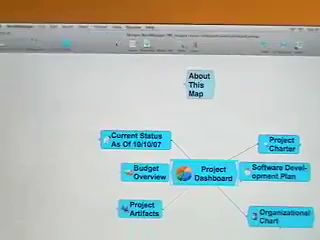 About
This
Map
Current Status
As Of 10/10/07
Project
Charter
Budget
Overview
Project
Dashboard
Software Devel-
opment Plan
Project
Artifacts
Organizational
Chart